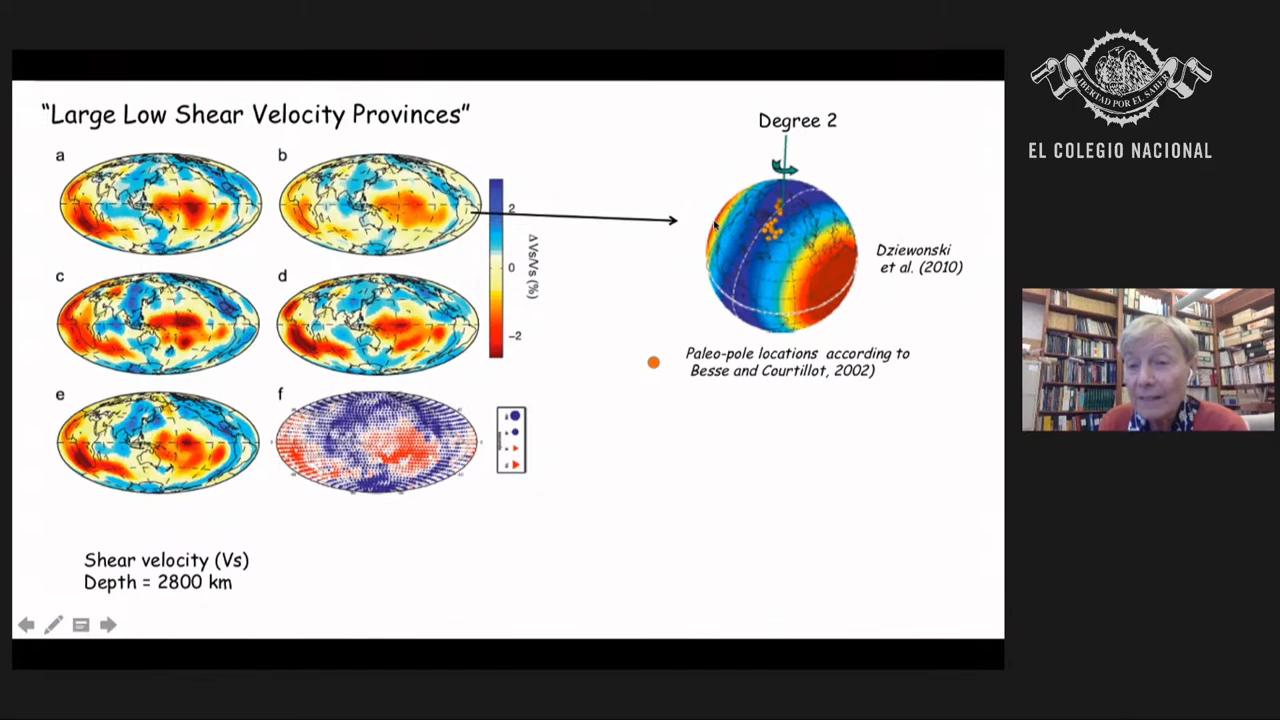 “Large Low Shear Velocity Provinces”
a
b
c
d
e
f
2
0
−2
ΔVs/Vs (%)
Degree 2
Dziewonski
et al. (2010)
Paleo-pole locations according to
Besse and Courtillot, 2002)
Shear velocity (Vs)
Depth = 2800 km
LIBERTAD POR EL SABER
EL COLEGIO NACIONAL